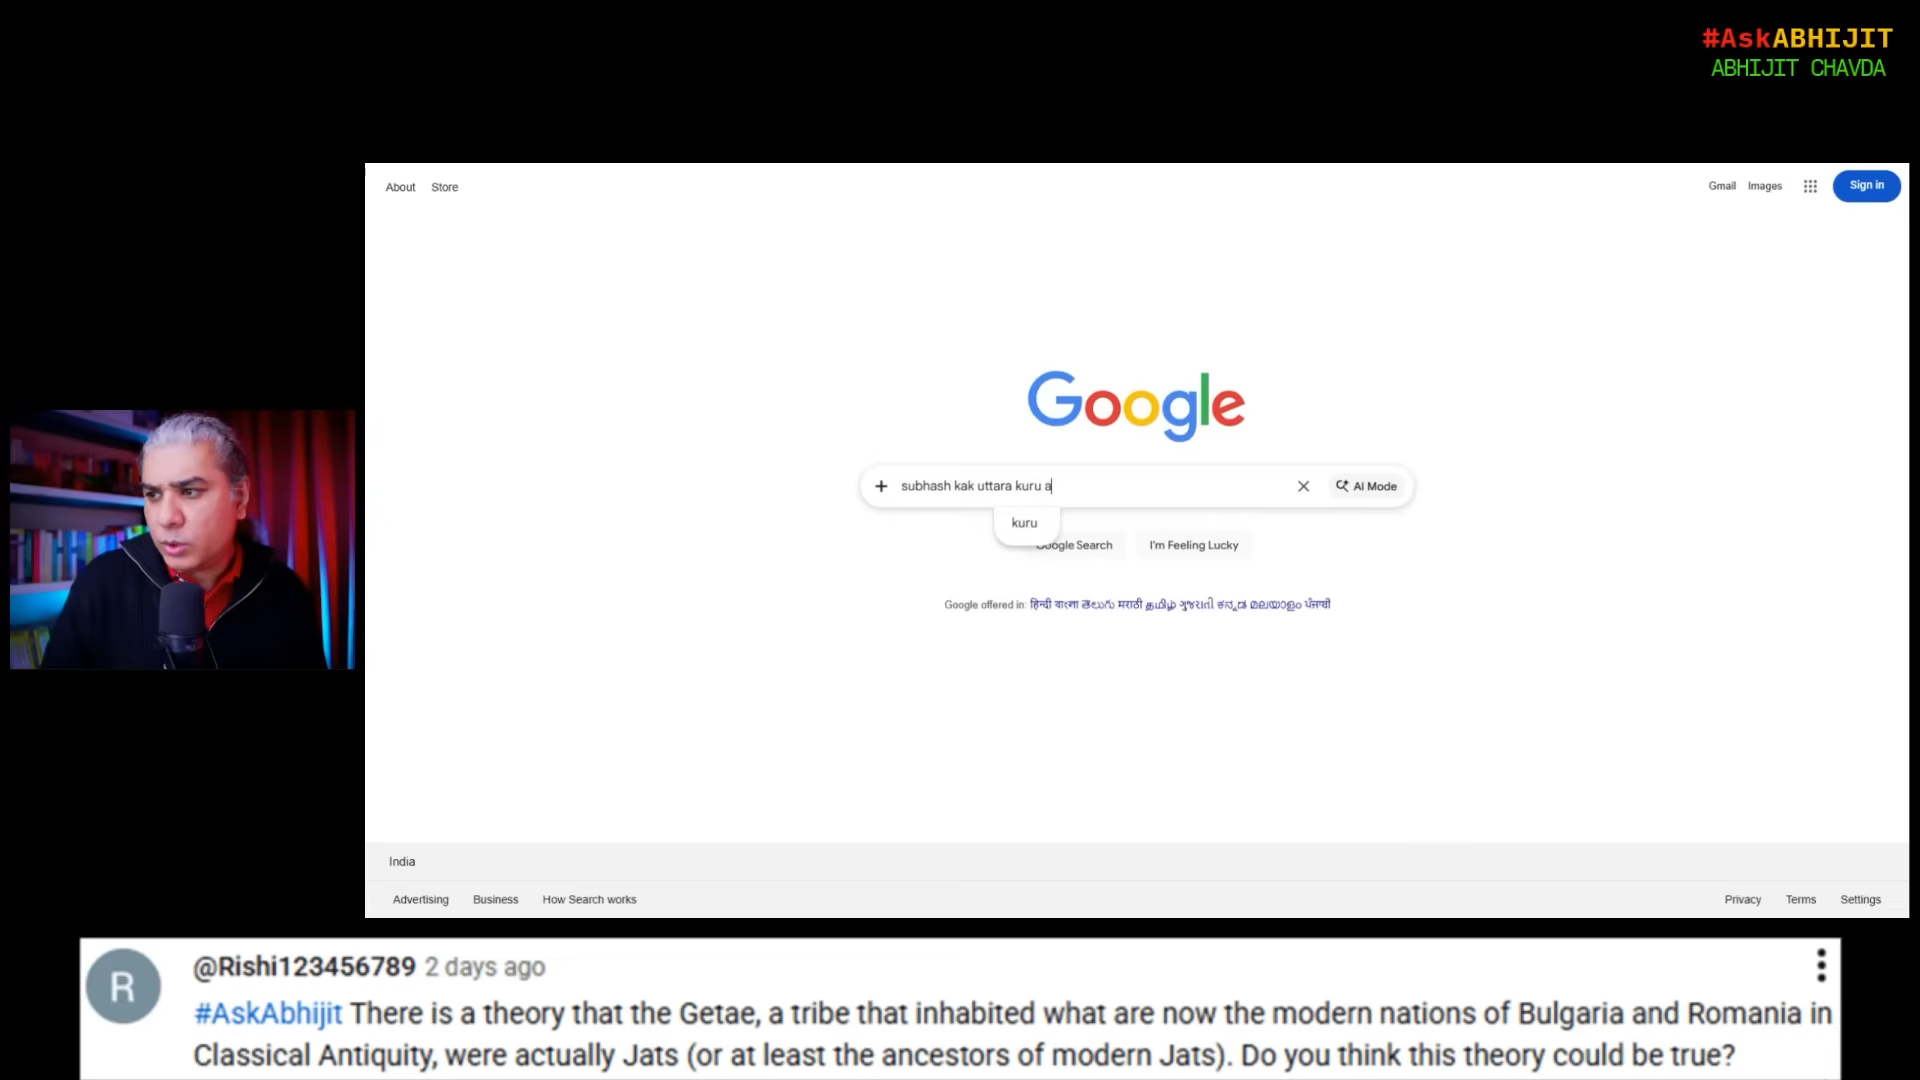 #AskABHIJIT
ABHIJIT CHAVDA
About Store
Gmail Images
Sign in
Google
subhash kak uttara kuru a
AI Mode
kuru
Google Search I'm Feeling Lucky
Google offered in: हिन्दी বাংলা తెలుగు मराठी தமிழ் ગુજરાતી ಕನ್ನಡ മലയാളം ਪੰਜਾਬੀ
India
Advertising Business How Search works
Privacy Terms Settings
R
@Rishi123456789 2 days ago
#AskAbhijit There is a theory that the Getae, a tribe that inhabited what are now the modern nations of Bulgaria and Romania in
Classical Antiquity, were actually Jats (or at least the ancestors of modern Jats). Do you think this theory could be true?